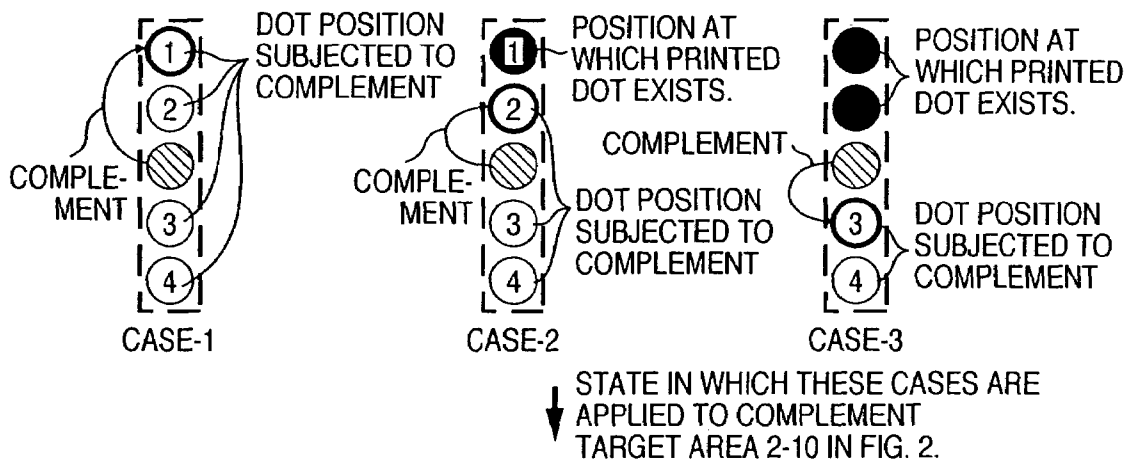 1
2
3
4
DOT POSITION
SUBJECTED TO
COMPLEMENT
COMPLE-
MENT
CASE-1
1
2
3
4
POSITION AT
WHICH PRINTED
DOT EXISTS.
COMPLE-
MENT
DOT POSITION
SUBJECTED TO
COMPLEMENT
CASE-2
3
4
POSITION AT
WHICH PRINTED
DOT EXISTS.
COMPLEMENT
DOT POSITION
SUBJECTED TO
COMPLEMENT
CASE-3
STATE IN WHICH THESE CASES ARE
APPLIED TO COMPLEMENT
TARGET AREA 2-10 IN FIG. 2.